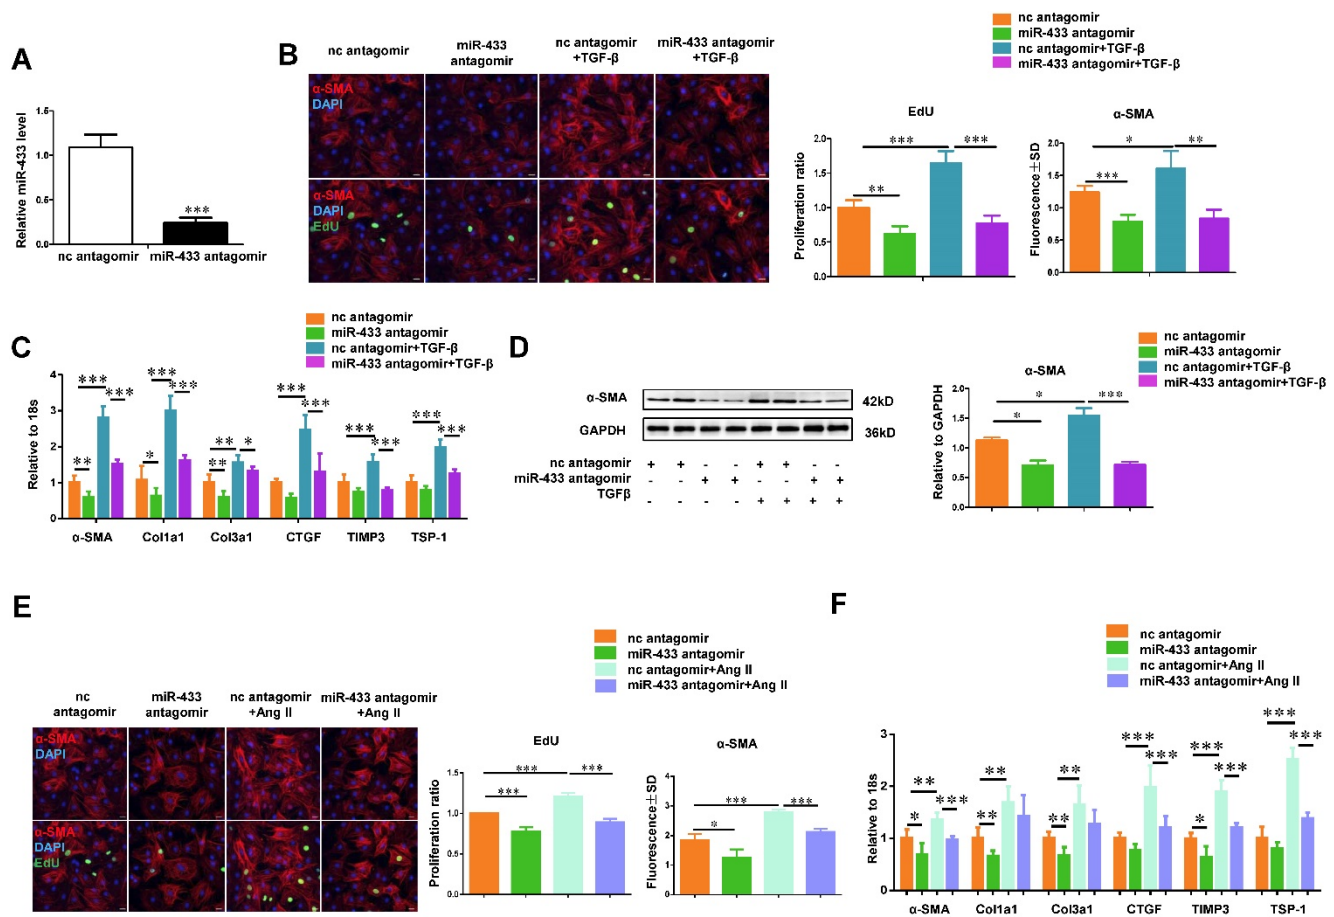 A
Relative miR-433 level
1.5
1.0
0.5
0.0
***
nc antagomir
miR-433 antagomir
B
nc antagomir
miR-433
antagomir
nc antagomir
+TGF-β
miR-433 antagomir
+TGF-β
α-SMA
DAPI
α-SMA
DAPI
EdU
nc antagomir
miR-433 antagomir
nc antagomir+TGF-β
miR-433 antagomir+TGF-β
EdU
Proliferation ratio
2.0
1.5
1.0
0.5
0.0
***
***
**
α-SMA
Fluorescence±SD
2.0
1.5
1.0
0.5
0.0
*
**
***
C
nc antagomir
miR-433 antagomir
nc antagomir+TGF-β
miR-433 antagomir+TGF-β
Relative to 18s
4
3
2
1
0
** *** ***
* *** ***
** ** *
*** ***
*** ***
*** ***
α-SMA Col1a1 Col3a1 CTGF TIMP3 TSP-1
D
α-SMA 42kD
GAPDH 36kD
nc antagomir + + - - + + - -
miR-433 antagomir - - + + - - + +
TGFβ - - - - + + + +
nc antagomir
miR-433 antagomir
nc antagomir+TGF-β
miR-433 antagomir+TGF-β
α-SMA
Relative to GAPDH
2.0
1.5
1.0
0.5
0.0
*
***
*
E
nc
antagomir
miR-433
antagomir
nc antagomir
+Ang II
miR-433 antagomir
+Ang II
α-SMA
DAPI
α-SMA
DAPI
EdU
nc antagomir
miR-433 antagomir
nc antagomir+Ang II
miR-433 antagomir+Ang II
EdU
Proliferation ratio
1.5
1.0
0.5
0.0
***
***
***
α-SMA
Fluorescence±SD
4
3
2
1
0
***
***
*
F
nc antagomir
miR-433 antagomir
nc antagomir+Ang II
miR-433 antagomir+Ang II
Relative to 18s
3
2
1
0
* ** ***
** **
** **
*** ***
* *** ***
*** ***
α-SMA Col1a1 Col3a1 CTGF TIMP3 TSP-1